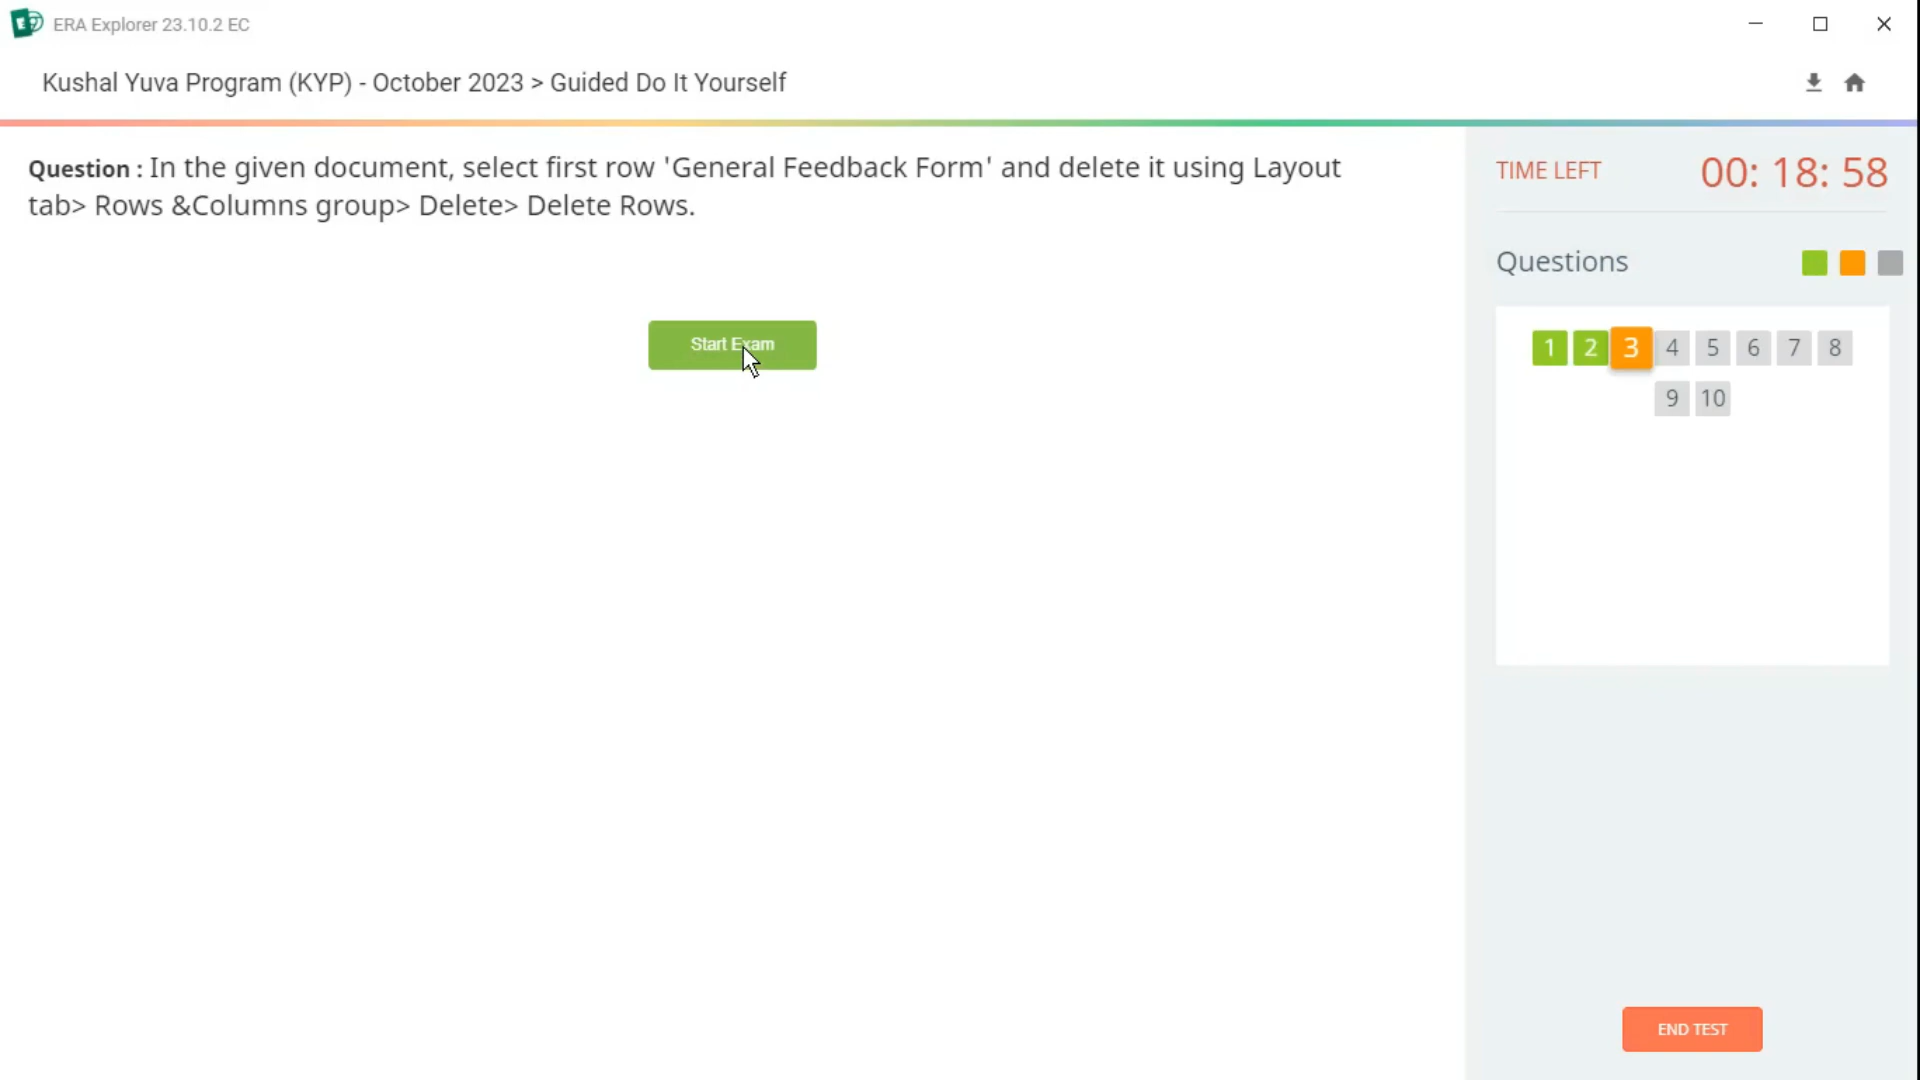 ERA Explorer 23.10.2 EC
Kushal Yuva Program (KYP) - October 2023 > Guided Do It Yourself
Question : In the given document, select first row 'General Feedback Form' and delete it using Layout
tab> Rows &Columns group> Delete> Delete Rows.
Start Exam
TIME LEFT 00: 18: 58
Questions
1 2 3 4 5 6 7 8
9 10
END TEST